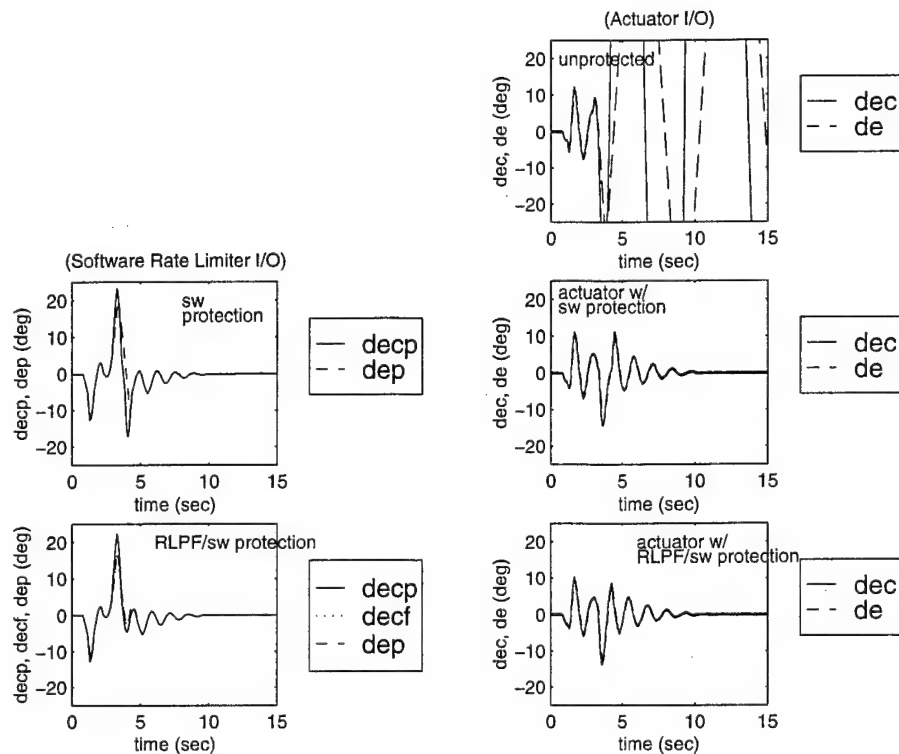 (Actuator I/O)
unprotected
20
10
0
−10
−20
dec, de (deg)
0
5
10
15
time (sec)
dec
de
(Software Rate Limiter I/O)
sw
protection
20
10
0
−10
−20
decp, dep (deg)
0
5
10
15
time (sec)
decp
dep
actuator w/
sw protection
20
10
0
−10
−20
dec, de (deg)
0
5
10
15
time (sec)
dec
de
RLPF/sw protection
20
10
0
−10
−20
decp, decf, dep (deg)
0
5
10
15
time (sec)
decp
decf
dep
actuator w/
RLPF/sw protection
20
10
0
−10
−20
dec, de (deg)
0
5
10
15
time (sec)
dec
de